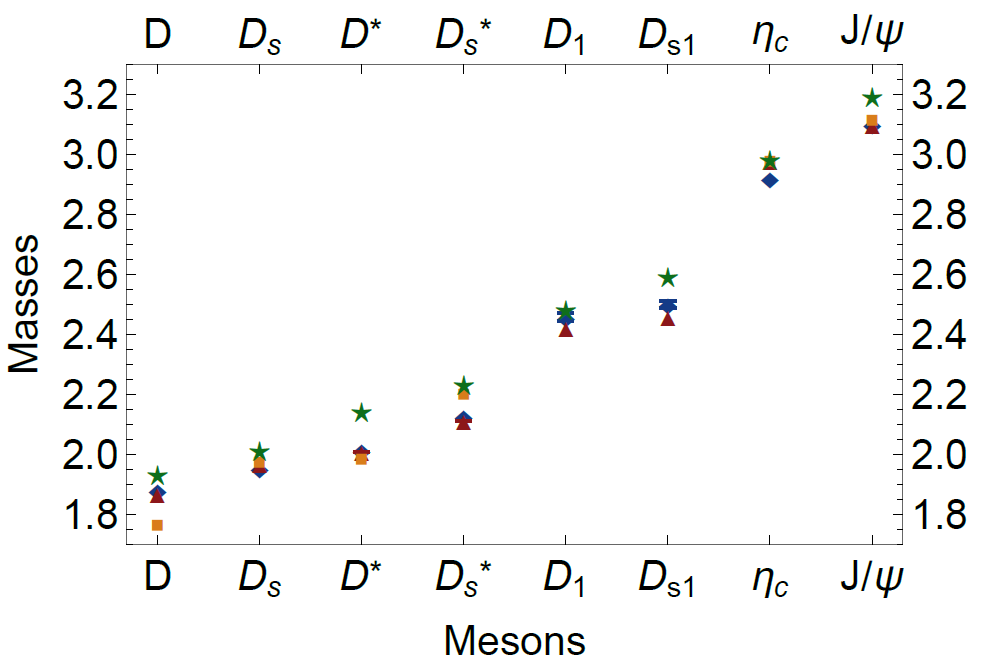 D Dₛ D* Dₛ* D₁ Dₛ₁ ηc J/ψ
3.2 3.2
3.0 3.0
2.8 2.8
2.6 2.6
2.4 2.4
2.2 2.2
2.0 2.0
1.8 1.8
Masses
D Dₛ D* Dₛ* D₁ Dₛ₁ ηc J/ψ
Mesons